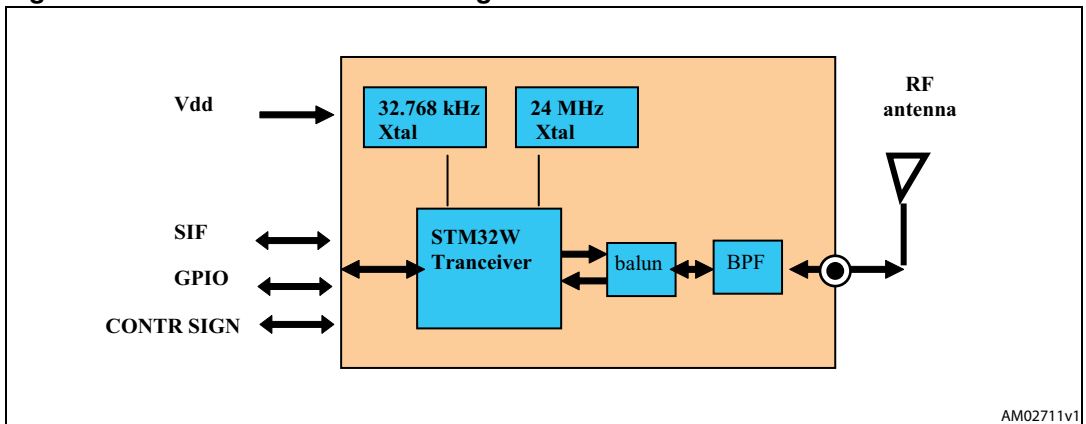 Vdd
32.768 kHz
Xtal
24 MHz
Xtal
RF
antenna
SIF
GPIO
CONTR SIGN
STM32W
Tranceiver
balun
BPF
AM02711v1